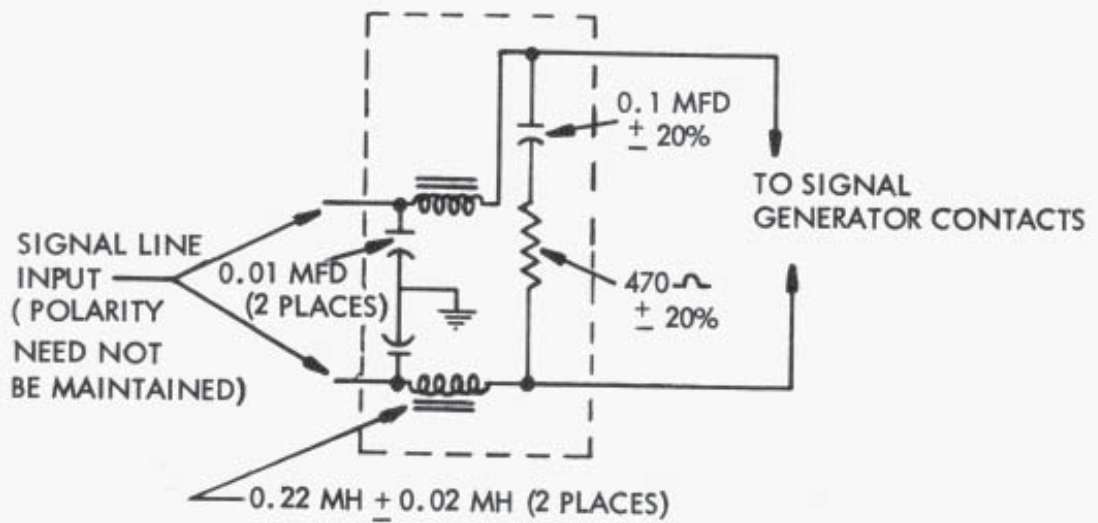 0.1 MFD
± 20%
TO SIGNAL
GENERATOR CONTACTS
SIGNAL LINE
INPUT
( POLARITY
NEED NOT
BE MAINTAINED)
0.01 MFD
(2 PLACES)
470 Ω
± 20%
0.22 MH ± 0.02 MH (2 PLACES)